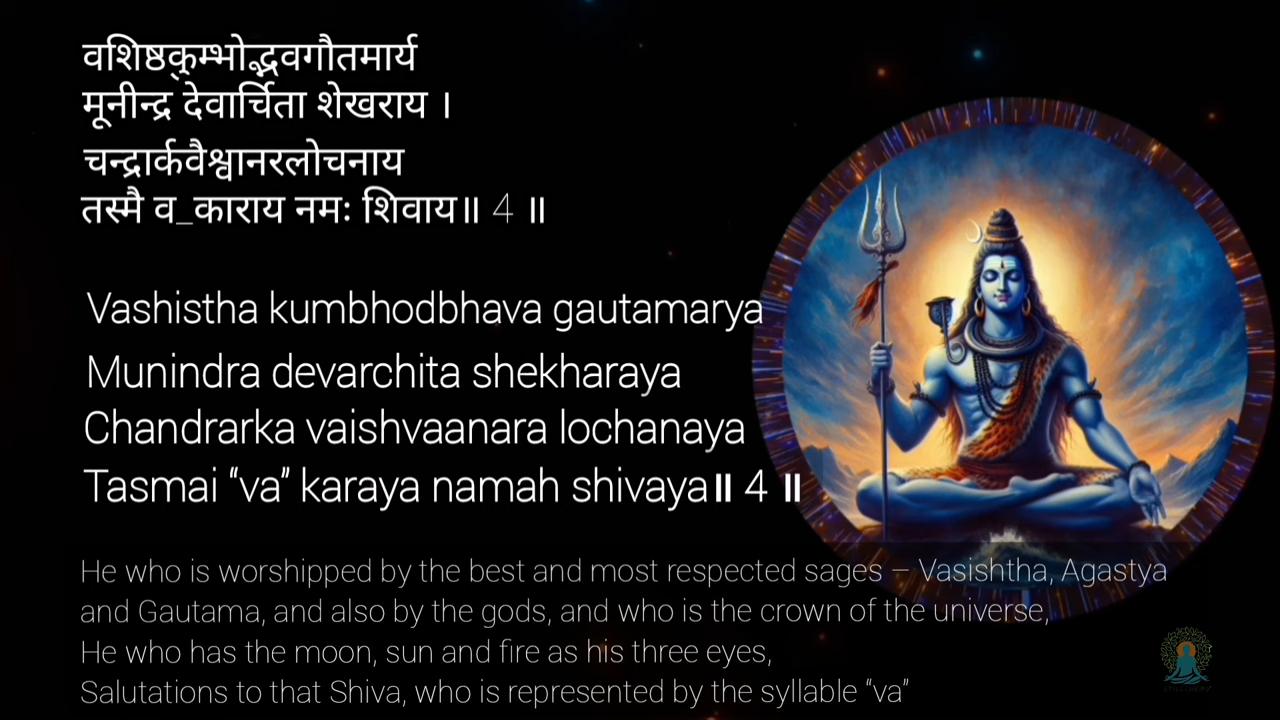 वशिष्ठकुम्भोद्भवगौतमार्य
मूनीन्द्र देवार्चिता शेखराय ।
चन्द्रार्कवैश्वानरलोचनाय
तस्मै व_काराय नमः शिवाय॥ 4 ॥
Vashistha kumbhodbhava gautamarya
Munindra devarchita shekharaya
Chandrarka vaishvaanara lochanaya
Tasmai “va” karaya namah shivaya॥ 4 ॥
He who is worshipped by the best and most respected sages – Vasishtha, Agastya
and Gautama, and also by the gods, and who is the crown of the universe,
He who has the moon, sun and fire as his three eyes,
Salutations to that Shiva, who is represented by the syllable “va”